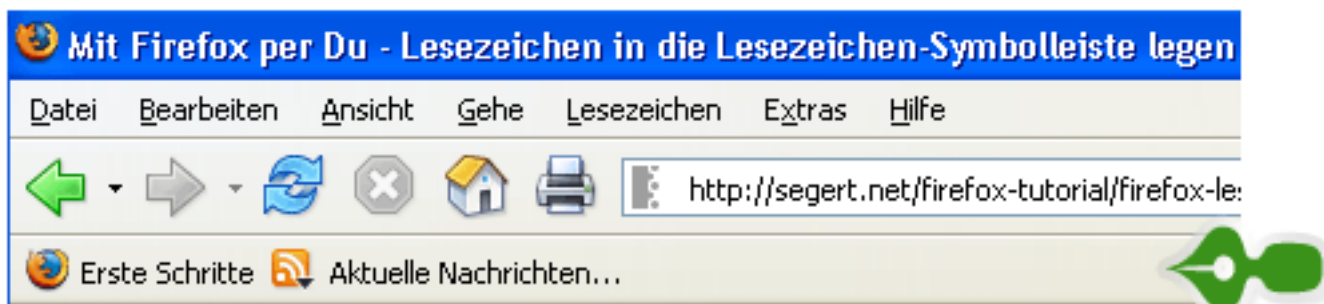 Mit Firefox per Du - Lesezeichen in die Lesezeichen-Symbolleiste legen
Datei Bearbeiten Ansicht Gehe Lesezeichen Extras Hilfe
http://segert.net/firefox-tutorial/firefox-le
Erste Schritte Aktuelle Nachrichten...